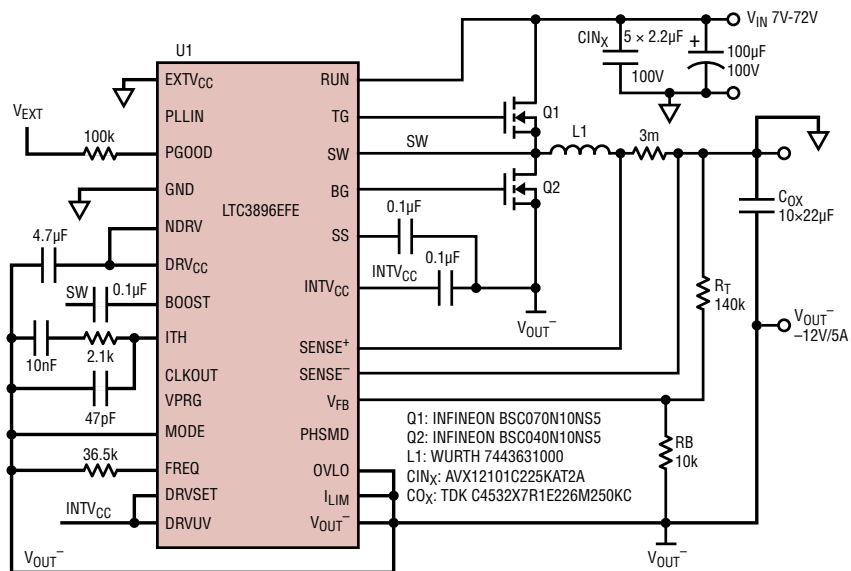 VIN 7V-72V
CINX
5 × 2.2µF
100V
+
100µF
100V
U1
EXTVCC
RUN
VEXT
PLLIN
TG
Q1
L1
3m
100k
PGOOD
SW
SW
GND
BG
Q2
LTC3896EFE
0.1µF
COX
10×22µF
NDRV
SS
4.7µF
0.1µF
DRVCC
INTVCC
INTVCC
RT
140k
SW
0.1µF
BOOST
VOUT–
VOUT–
–12V/5A
ITH
SENSE+
10nF
2.1k
CLKOUT
SENSE–
VPRG
VFB
47pF
MODE
PHSMD
RB
10k
36.5k
FREQ
OVLO
DRVSET
ILIM
INTVCC
DRVUV
VOUT–
VOUT–
VOUT–
Q1: INFINEON BSC070N10NS5
Q2: INFINEON BSC040N10NS5
L1: WURTH 7443631000
CINX: AVX12101C225KAT2A
COX: TDK C4532X7R1E226M250KC